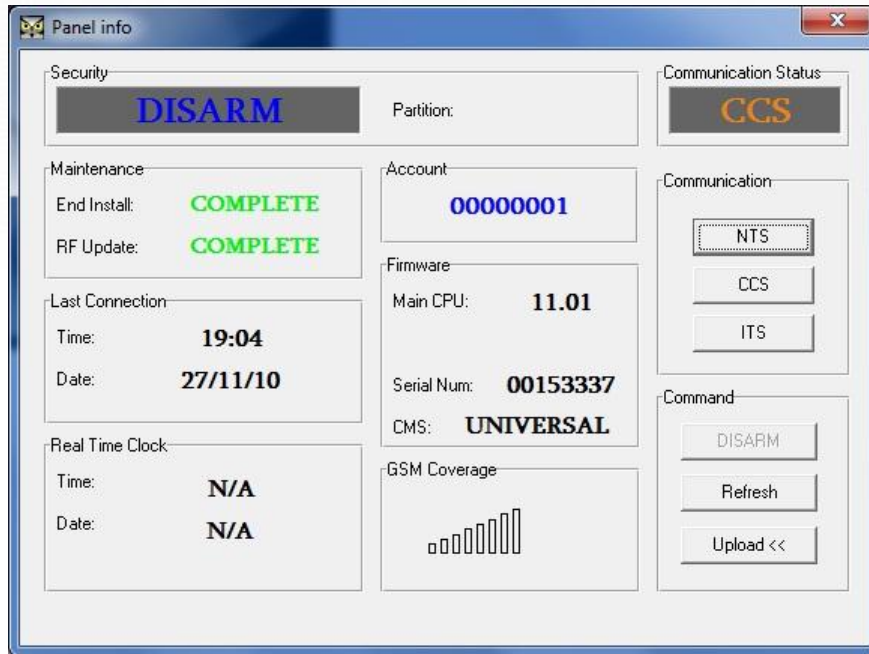 Panel info
Security
DISARM
Partition:
Communication Status
CCS
Maintenance
End Install: COMPLETE
RF Update: COMPLETE
Account
00000001
Communication
NTS
CCS
ITS
Last Connection
Time: 19:04
Date: 27/11/10
Firmware
Main CPU: 11.01
Serial Num: 00153337
CMS: UNIVERSAL
Command
DISARM
Refresh
Upload <<
Real Time Clock
Time: N/A
Date: N/A
GSM Coverage